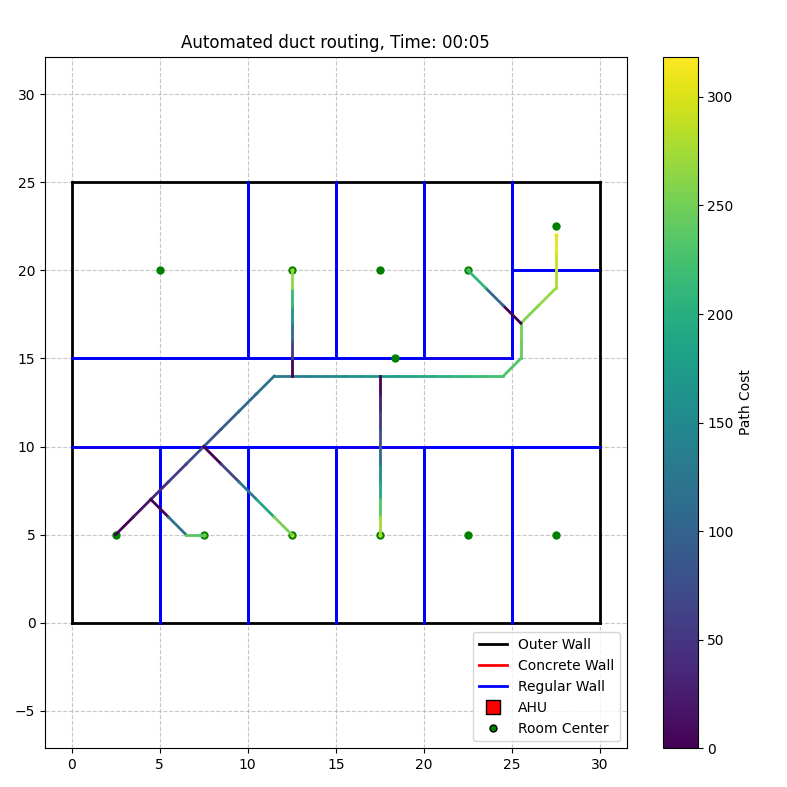 Automated duct routing, Time: 00:05
30
25
20
15
10
5
0
−5
0 5 10 15 20 25 30
Outer Wall
Concrete Wall
Regular Wall
AHU
Room Center
300
250
200
150
100
50
0
Path Cost